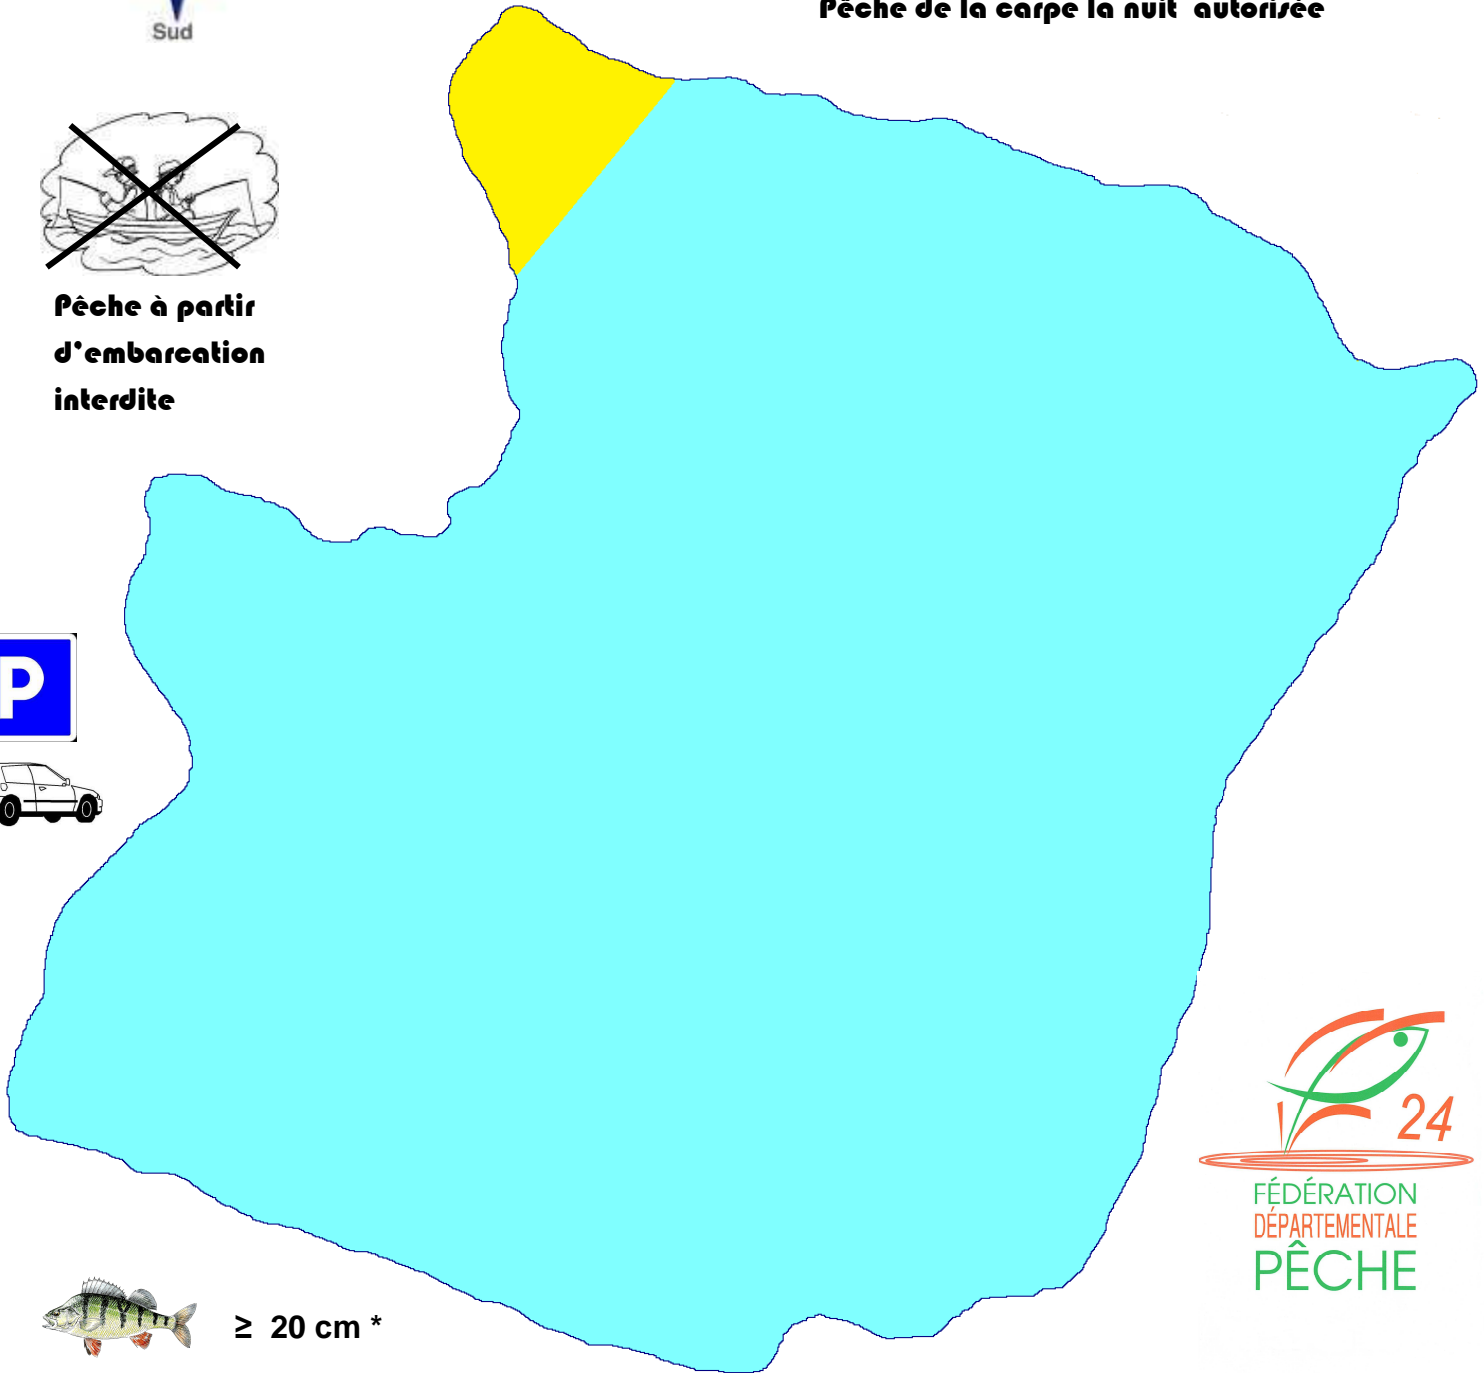 Pêche de la carpe la nuit autorisée
Sud
Pêche à partir
d'embarcation
interdite
P
24
FÉDÉRATION
DÉPARTEMENTALE
PÊCHE
≥ 20 cm *